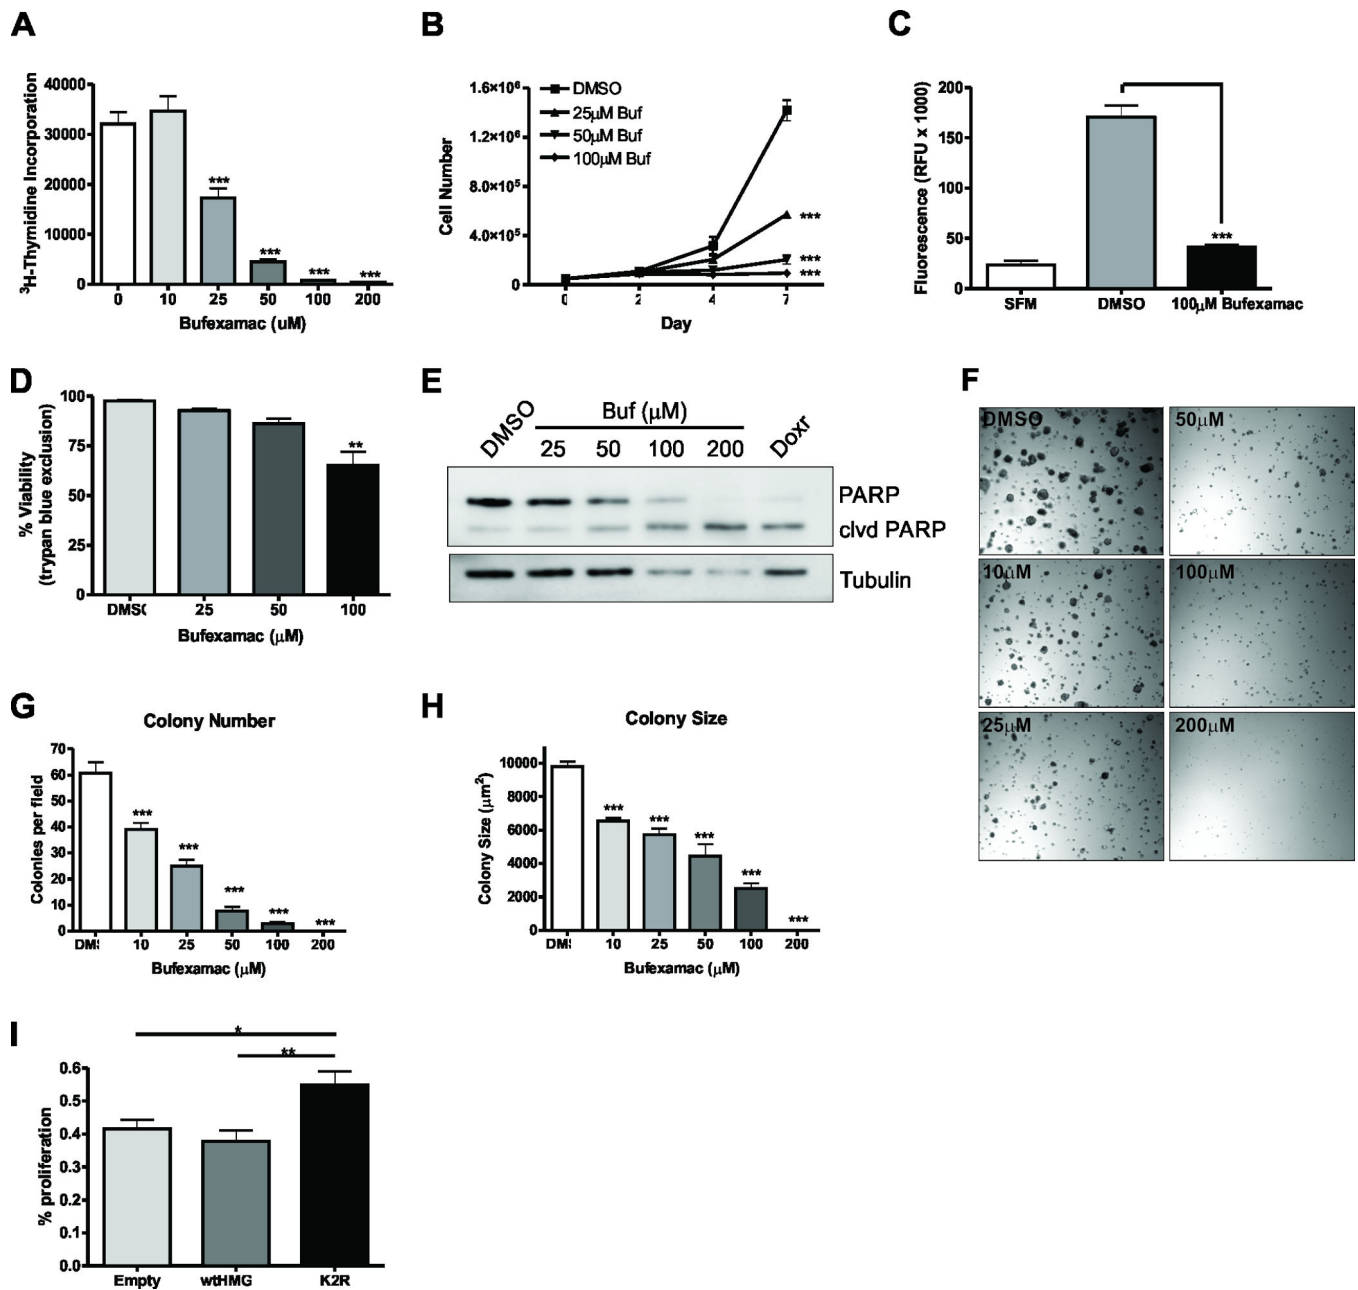 A
³H-Thymidine Incorporation
40000
30000
20000
10000
0
***
***
***
***
0 10 25 50 100 200
Bufexamac (uM)
B
Cell Number
1.6×10⁶
1.2×10⁶
8.0×10⁵
4.0×10⁵
0
DMSO
25μM Buf
50μM Buf
100μM Buf
***
***
***
0 2 4 7
Day
C
Fluorescence (RFU x 1000)
200
150
100
50
0
***
SFM DMSO 100μM Bufexamac
D
% Viability
(trypan blue exclusion)
100
75
50
25
0
**
DMSO 25 50 100
Bufexamac (μM)
E
DMSO Buf (μM) Doxr
25 50 100 200
PARP
clvd PARP
Tubulin
F
DMSO 50μM
10μM 100μM
25μM 200μM
G
Colony Number
Colonies per field
70
60
50
40
30
20
10
0
***
***
***
***
***
DMS 10 25 50 100 200
Bufexamac (μM)
H
Colony Size
Colony Size (μm²)
10000
8000
6000
4000
2000
0
***
***
***
***
***
DMS 10 25 50 100 200
Bufexamac (μM)
I
% proliferation
0.6
0.5
0.4
0.3
0.2
0.1
0.0
*
**
Empty wtHMG K2R